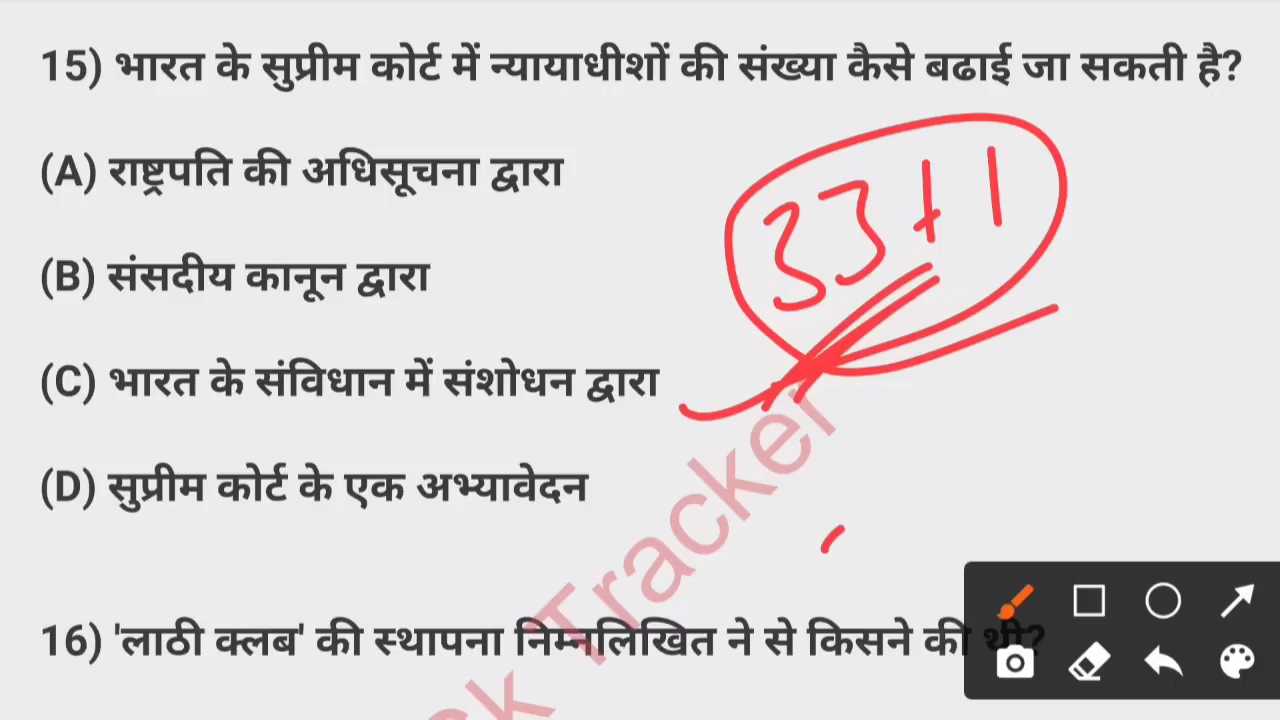 15) भारत के सुप्रीम कोर्ट में न्यायाधीशों की संख्या कैसे बढाई जा सकती है?
(A) राष्ट्रपति की अधिसूचना द्वारा
33+1
(B) संसदीय कानून द्वारा
(C) भारत के संविधान में संशोधन द्वारा
(D) सुप्रीम कोर्ट के एक अभ्यावेदन
k Tracker
16) 'लाठी क्लब' की स्थापना निम्नलिखित ने से किसने की थी?